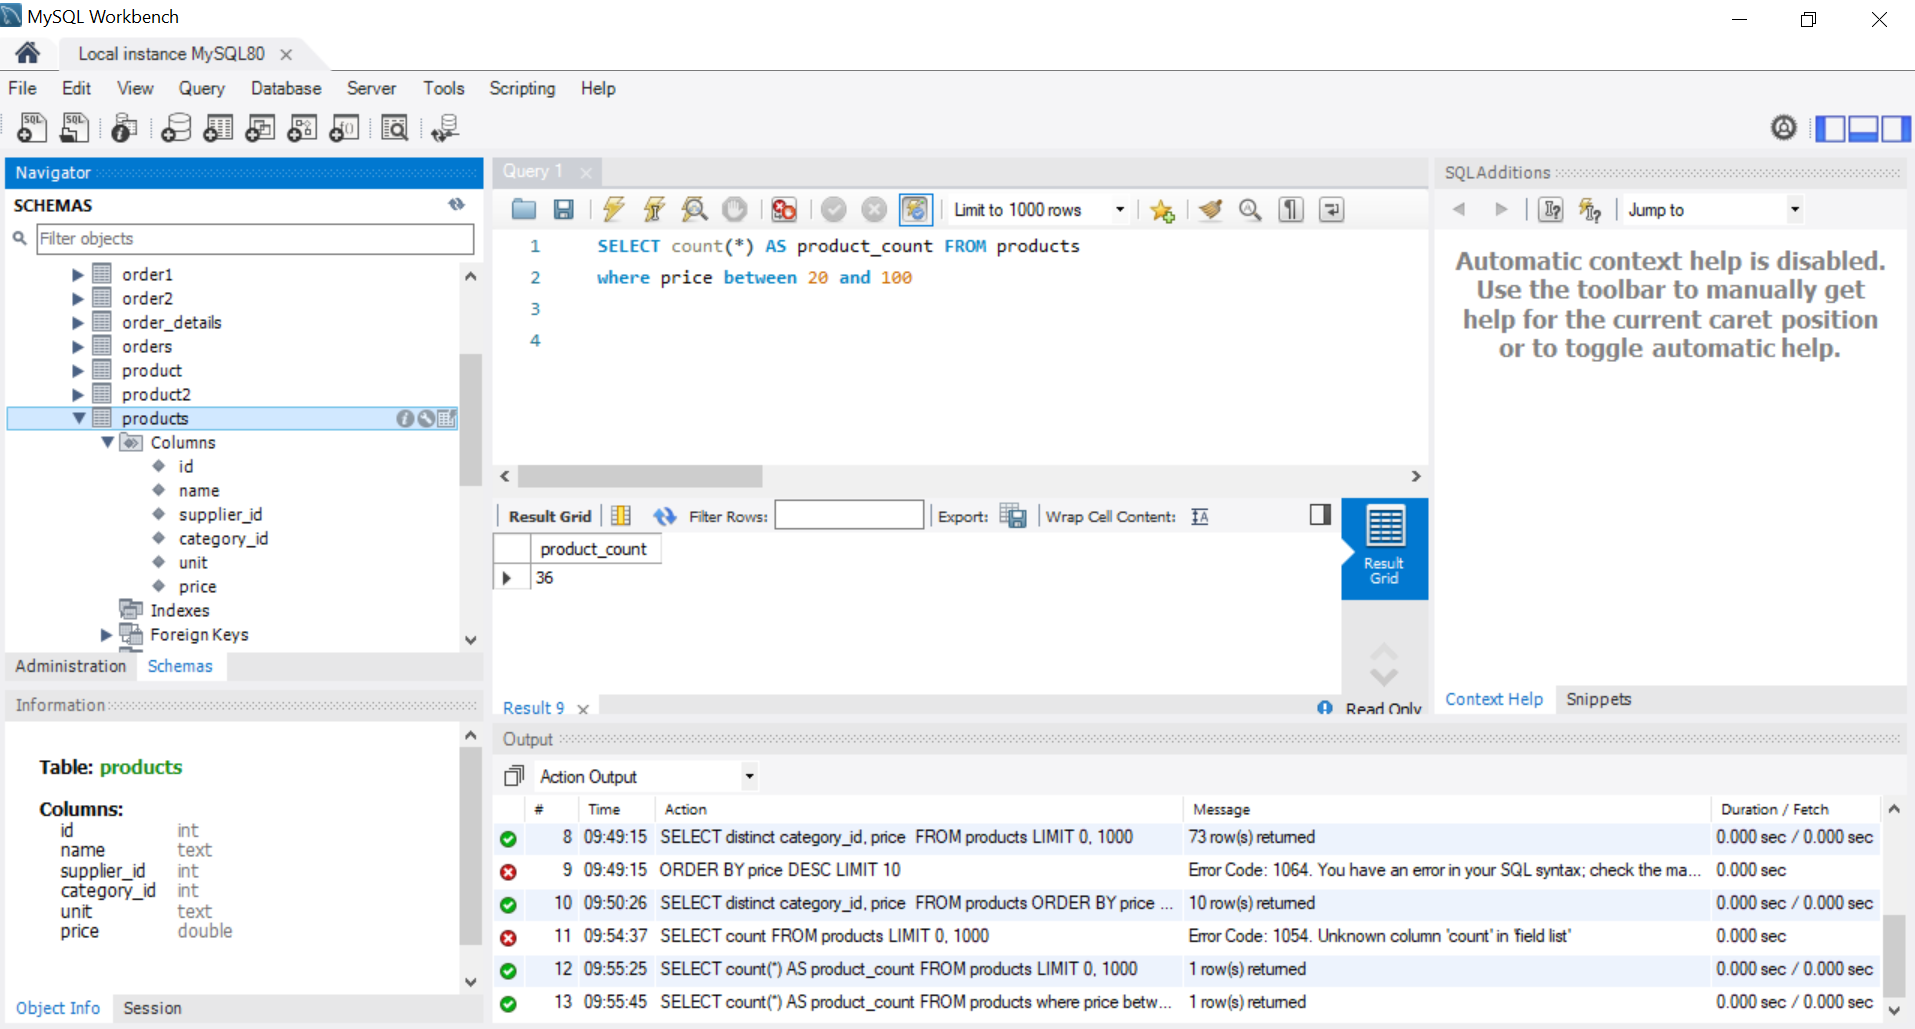 MySQL Workbench
Local instance MySQL80
File Edit View Query Database Server Tools Scripting Help
Navigator
SCHEMAS
Filter objects
order1
order2
order_details
orders
product
product2
products
Columns
id
name
supplier_id
category_id
unit
price
Indexes
Foreign Keys
Administration Schemas
Information
Table: products
Columns:
id int
name text
supplier_id int
category_id int
unit text
price double
Object Info Session
Query 1
Limit to 1000 rows
1 SELECT count(*) AS product_count FROM products
2 where price between 20 and 100
3
4
Result Grid Filter Rows: Export: Wrap Cell Content:
product_count
36
Result
Grid
Result 9 Read Only
SQLAdditions
Jump to
Automatic context help is disabled.
Use the toolbar to manually get
help for the current caret position
or to toggle automatic help.
Context Help Snippets
Output
Action Output
# Time Action Message Duration / Fetch
8 09:49:15 SELECT distinct category_id, price FROM products LIMIT 0, 1000 73 row(s) returned 0.000 sec / 0.000 sec
9 09:49:15 ORDER BY price DESC LIMIT 10 Error Code: 1064. You have an error in your SQL syntax; check the ma... 0.000 sec
10 09:50:26 SELECT distinct category_id, price FROM products ORDER BY price ... 10 row(s) returned 0.000 sec / 0.000 sec
11 09:54:37 SELECT count FROM products LIMIT 0, 1000 Error Code: 1054. Unknown column 'count' in 'field list' 0.000 sec
12 09:55:25 SELECT count(*) AS product_count FROM products LIMIT 0, 1000 1 row(s) returned 0.000 sec / 0.000 sec
13 09:55:45 SELECT count(*) AS product_count FROM products where price betw... 1 row(s) returned 0.000 sec / 0.000 sec